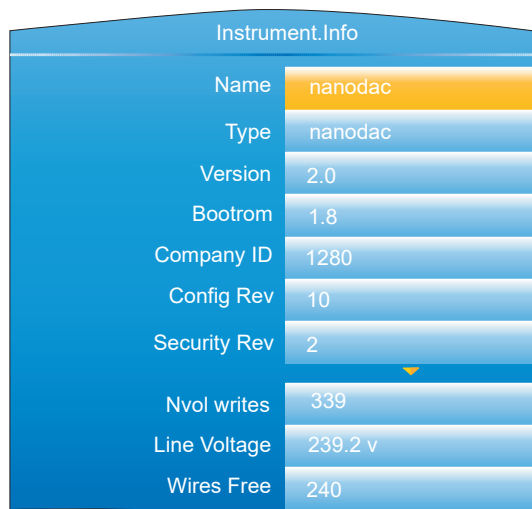 Instrument.Info
Name nanodac
Type nanodac
Version 2.0
Bootrom 1.8
Company ID 1280
Config Rev 10
Security Rev 2
Nvol writes 339
Line Voltage 239.2 v
Wires Free 240